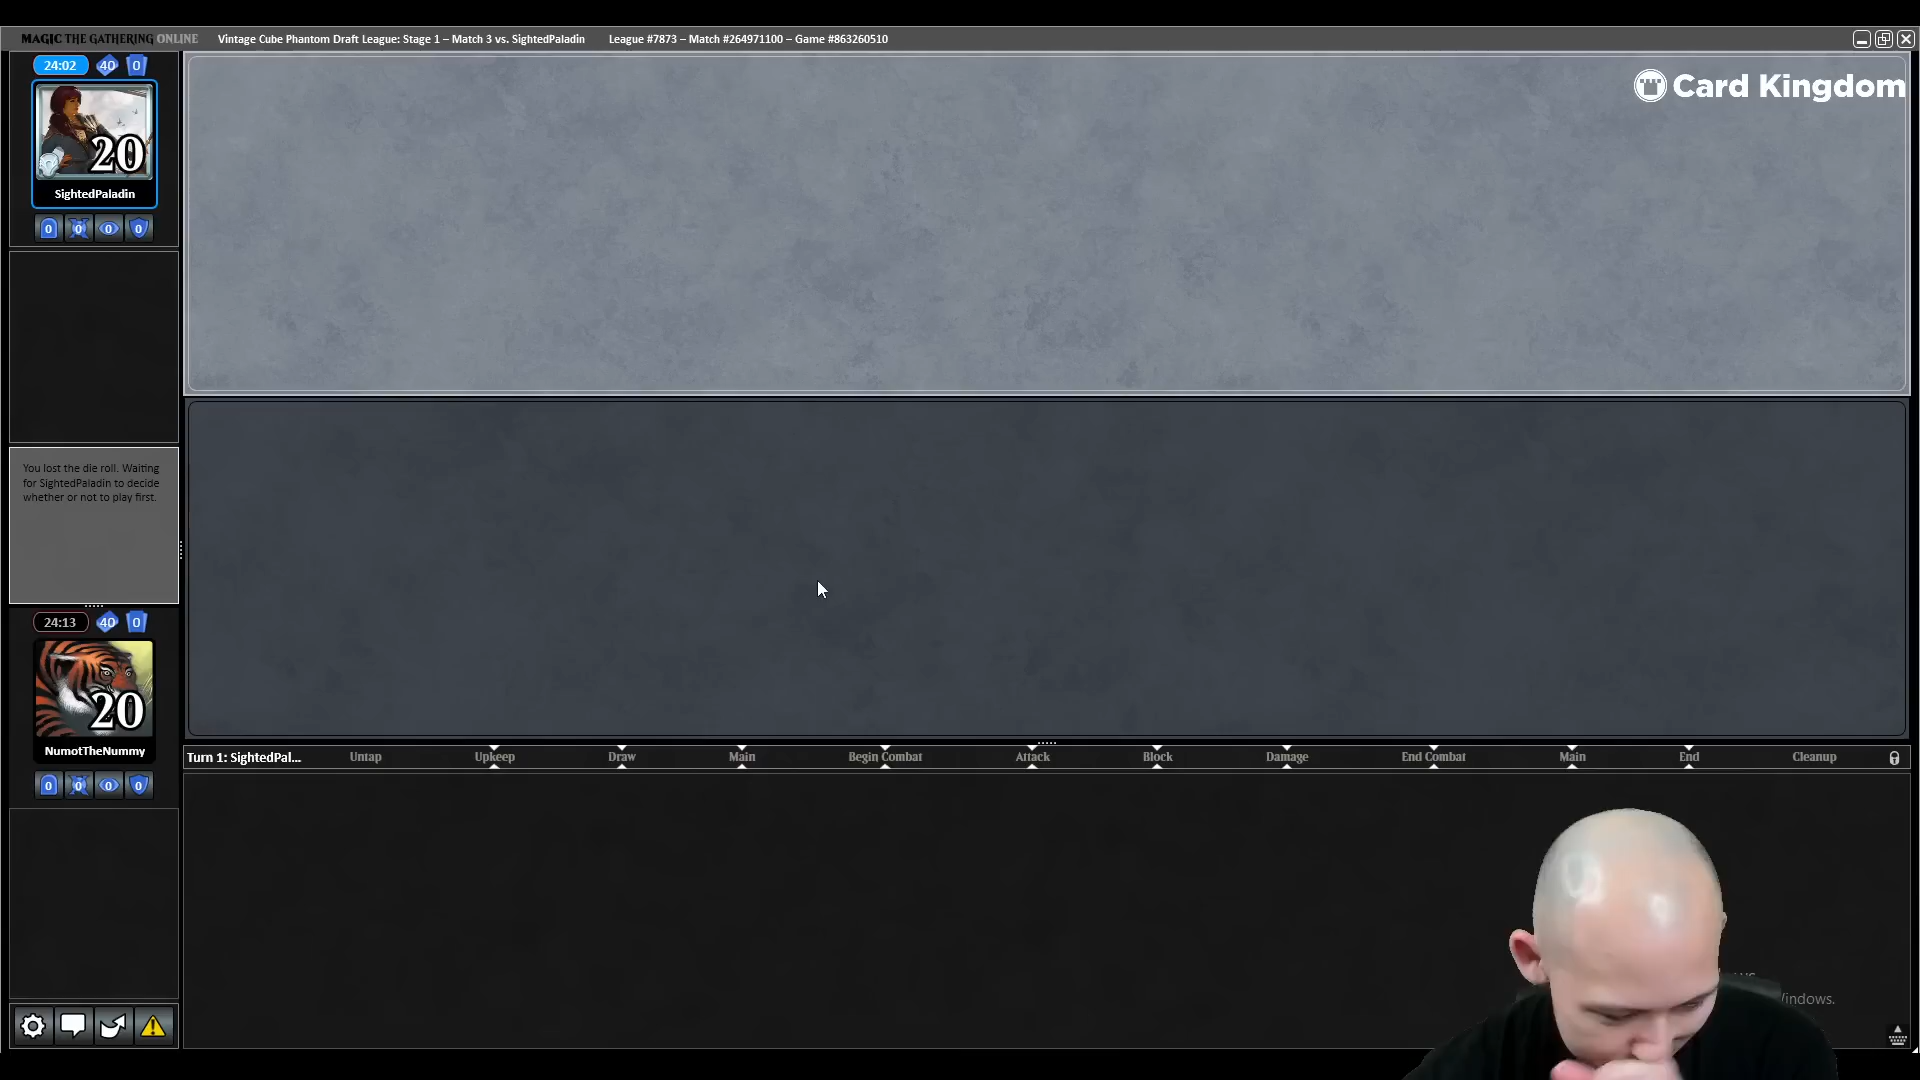 MAGIC THE GATHERING ONLINE Vintage Cube Phantom Draft League: Stage 1 – Match 3 vs. SightedPaladin League #7873 – Match #264971100 – Game #863260510
24:02 40 0
Card Kingdom
20
SightedPaladin
0 0 0 0
You lost the die roll. Waiting
for SightedPaladin to decide
whether or not to play first.
24:13 40 0
20
NumotTheNummy
Turn 1: SightedPal... Untap Upkeep Draw Main Begin Combat Attack Block Damage End Combat Main End Cleanup
0 0 0 0